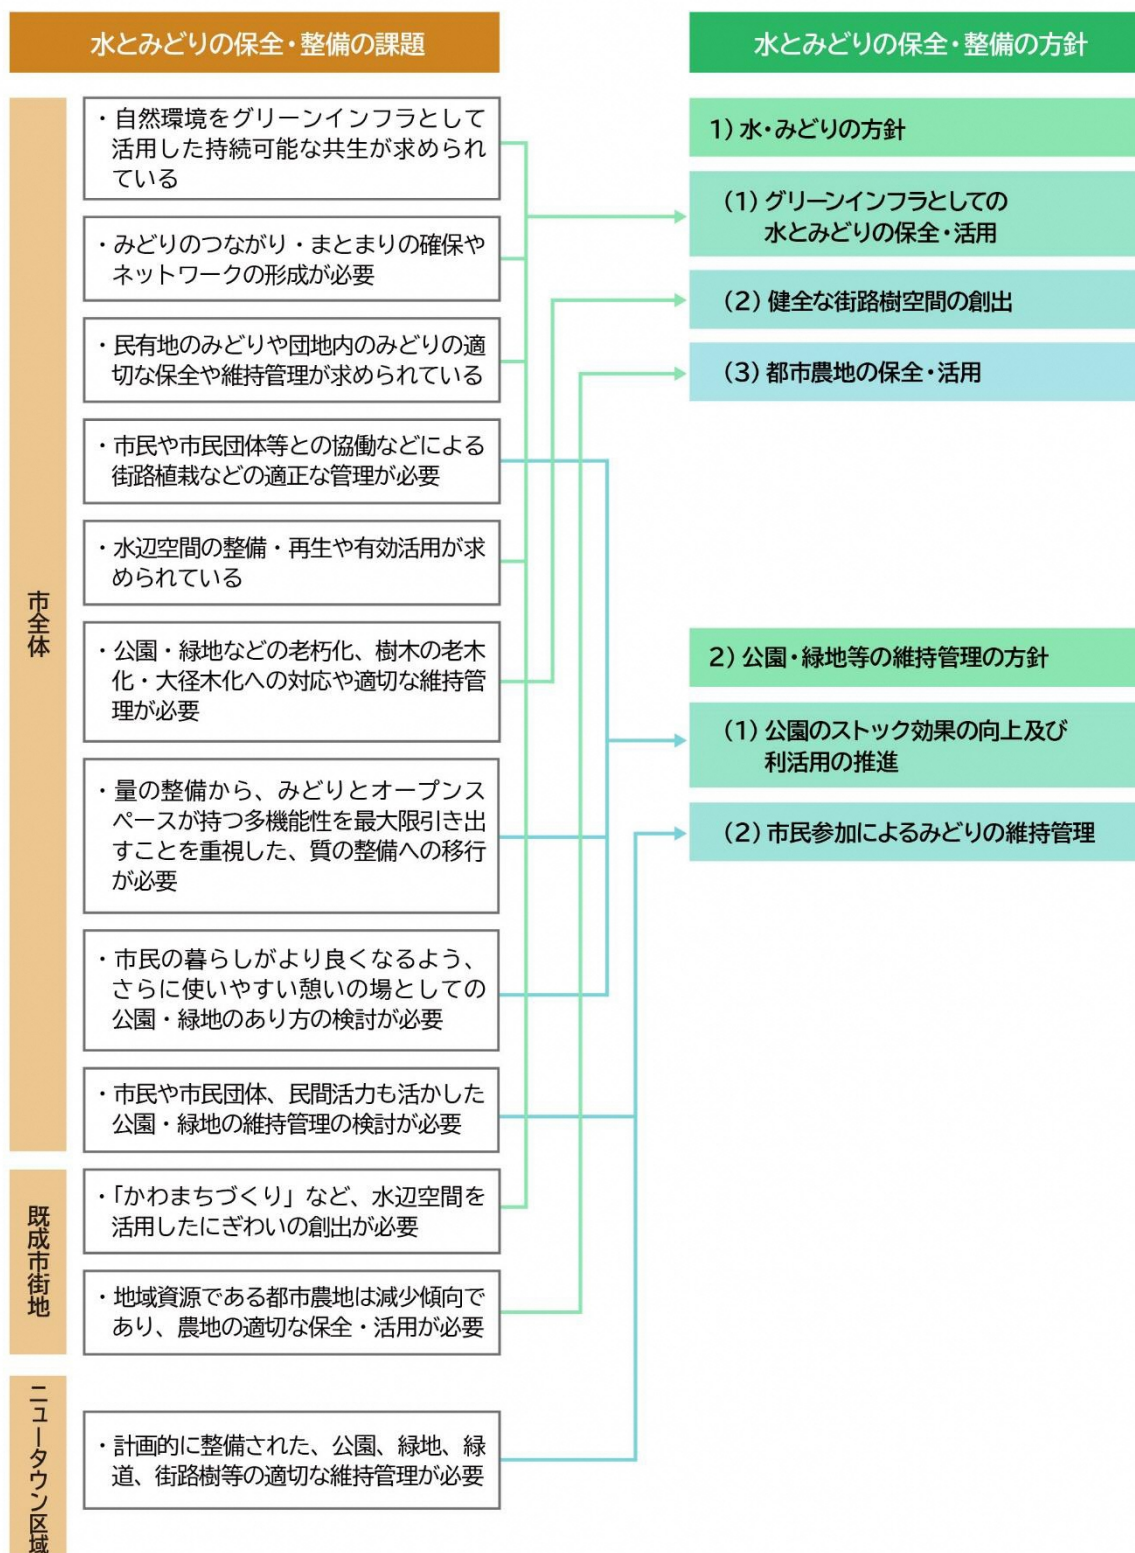 水とみどりの保全・整備の課題
市全体
・自然環境をグリーンインフラとして
活用した持続可能な共生が求められ
ている
・みどりのつながり・まとまりの確保や
ネットワークの形成が必要
・民有地のみどりや団地内のみどりの適
切な保全や維持管理が求められている
・市民や市民団体等との協働などによる
街路植栽などの適正な管理が必要
・水辺空間の整備・再生や有効活用が求
められている
・公園・緑地などの老朽化、樹木の老木
化・大径木化への対応や適切な維持管
理が必要
・量の整備から、みどりとオープンス
ペースが持つ多機能性を最大限引き出
すことを重視した、質の整備への移行
が必要
・市民の暮らしがより良くなるよう、
さらに使いやすい憩いの場としての
公園・緑地のあり方の検討が必要
・市民や市民団体、民間活力も活かした
公園・緑地の維持管理の検討が必要
既成市街地
・「かわまちづくり」など、水辺空間を
活用したにぎわいの創出が必要
・地域資源である都市農地は減少傾向で
あり、農地の適切な保全・活用が必要
ニュータウン区域
・計画的に整備された、公園、緑地、緑
道、街路樹等の適切な維持管理が必要
水とみどりの保全・整備の方針
1）水・みどりの方針
（1）グリーンインフラとしての
水とみどりの保全・活用
（2）健全な街路樹空間の創出
（3）都市農地の保全・活用
2）公園・緑地等の維持管理の方針
（1）公園のストック効果の向上及び
利活用の推進
（2）市民参加によるみどりの維持管理